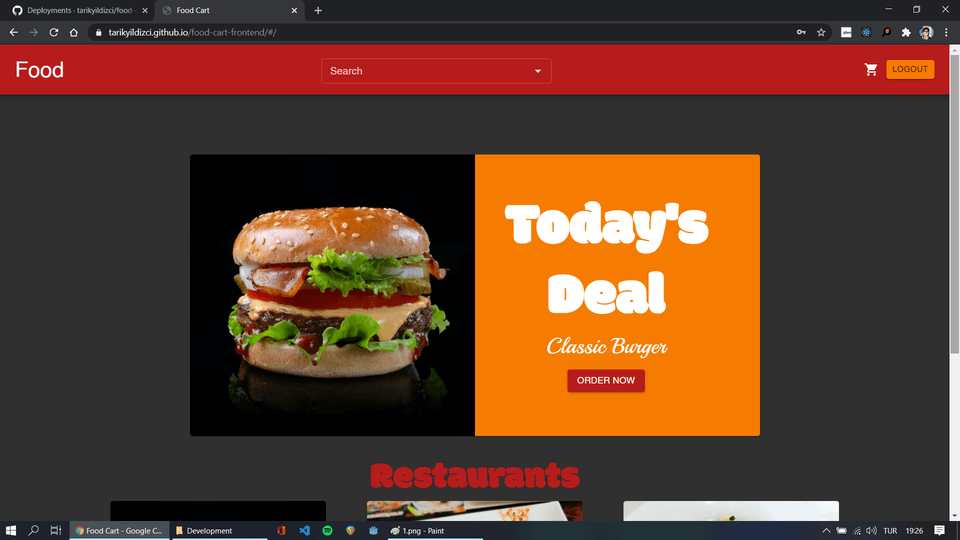 Deployments · tarikyildizci/food-
Food Cart
tarikyildizci.github.io/food-cart-frontend/#/
Food
Search
LOGOUT
Today's
Deal
Classic Burger
ORDER NOW
Restaurants
Food Cart - Google C...
Development
1.png - Paint
TUR
19:26